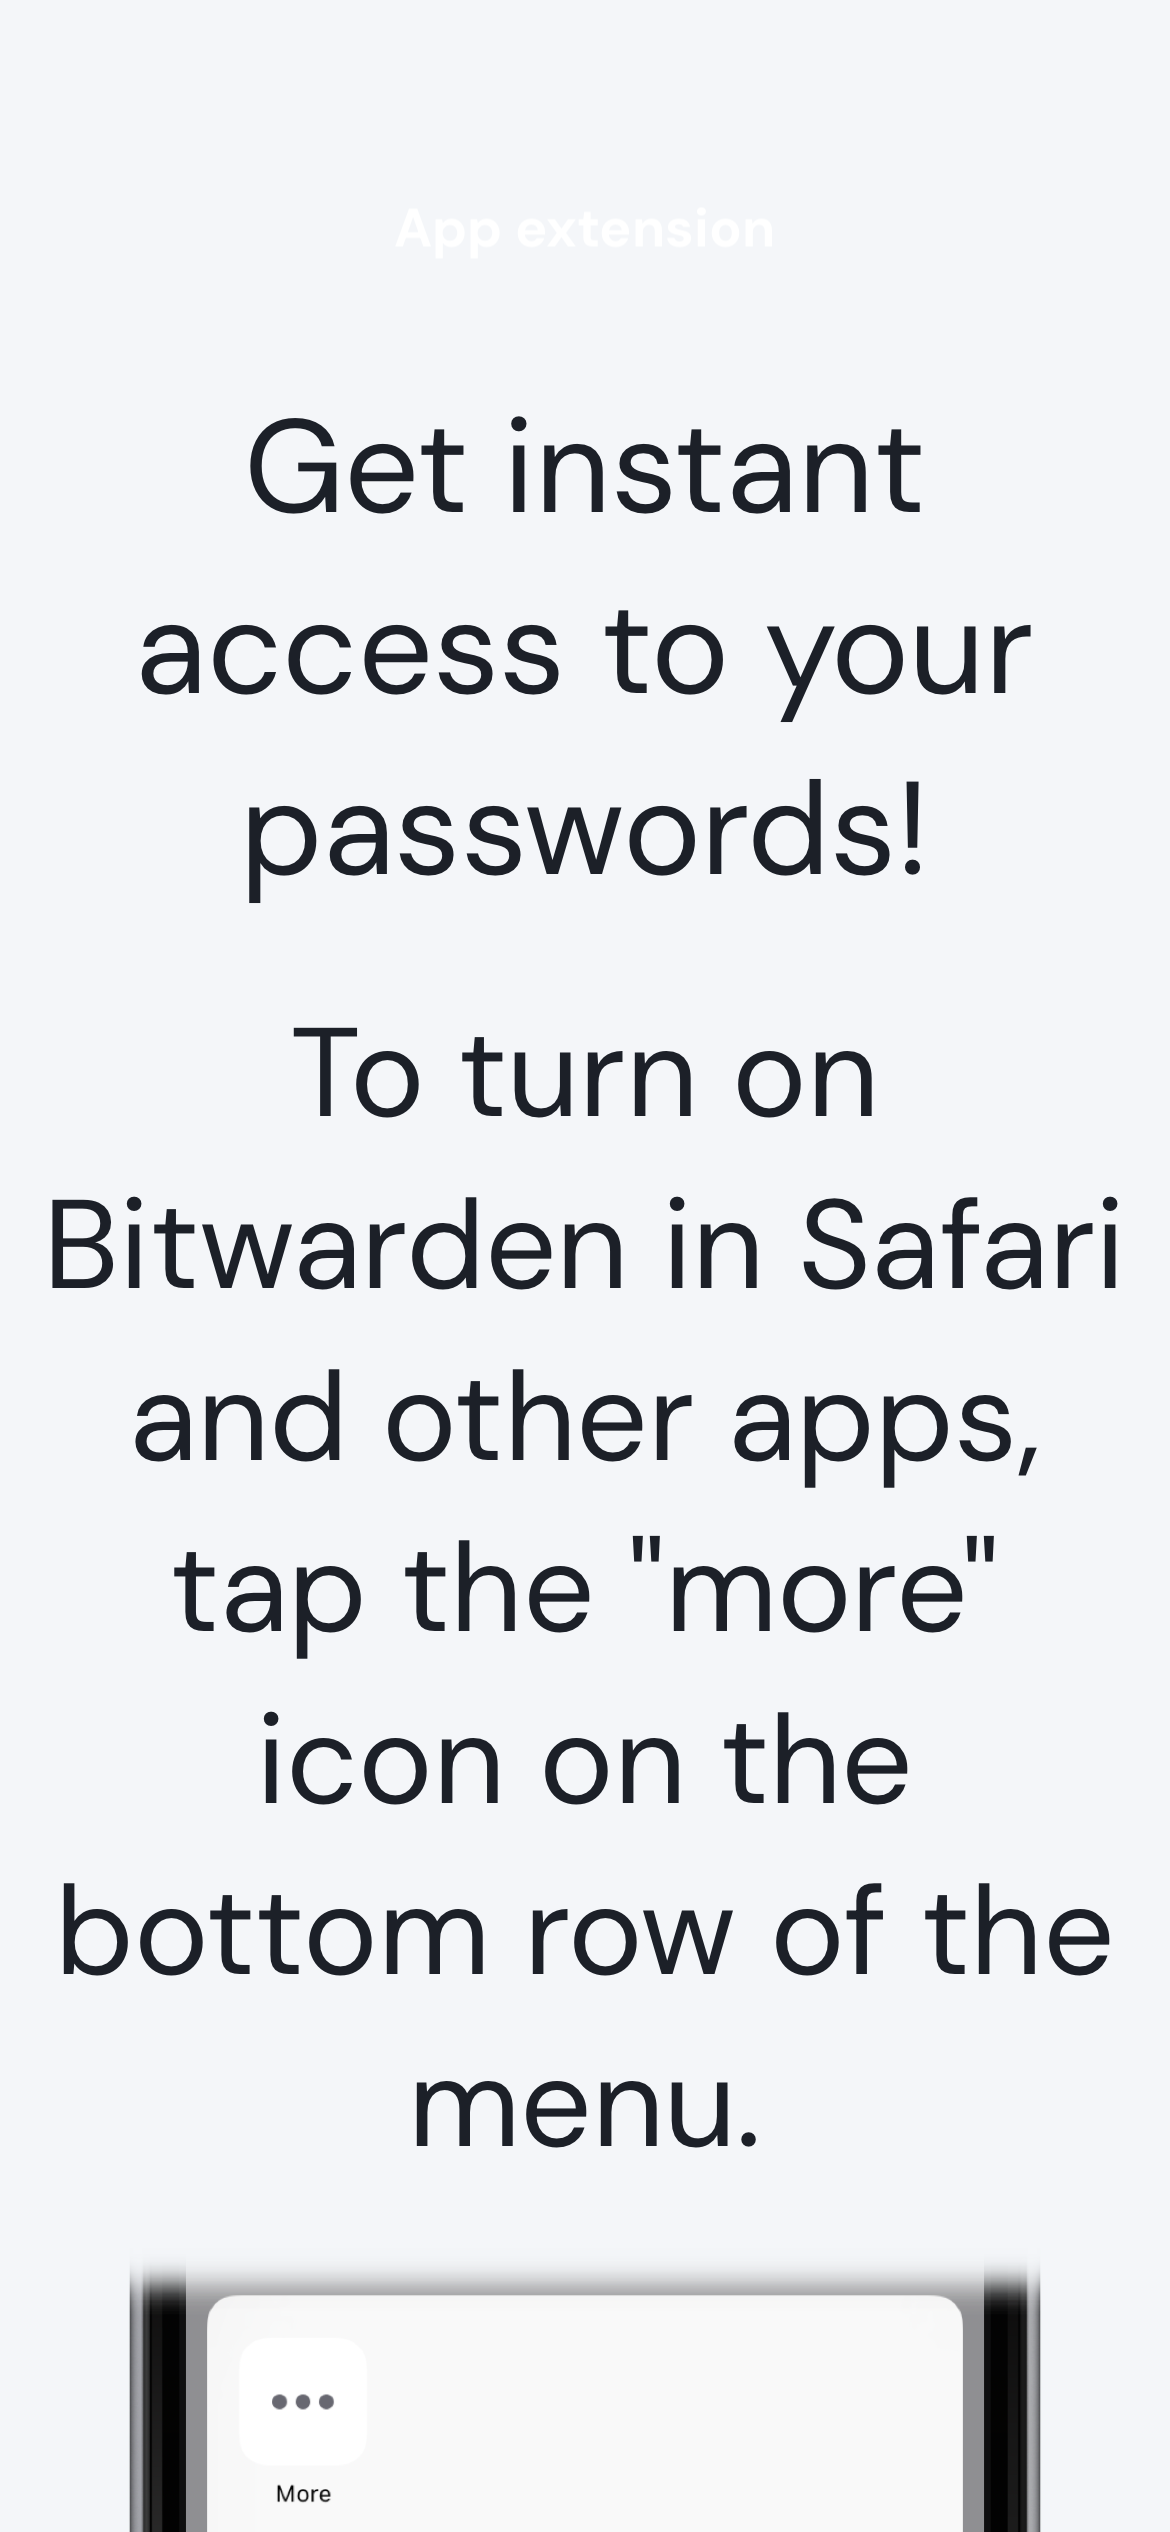 App extension
Get instant
access to your
passwords!
To turn on
Bitwarden in Safari
and other apps,
tap the "more"
icon on the
bottom row of the
menu.
More